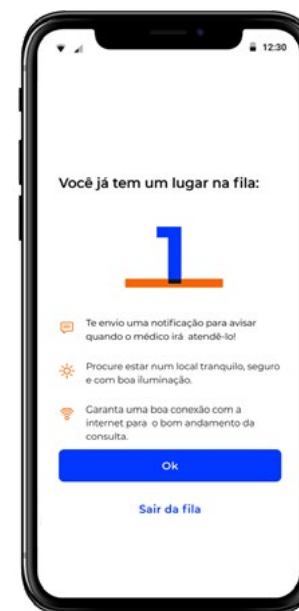 12:30
Você já tem um lugar na fila:
1
Te envio uma notificação para avisar
quando o médico irá atendê-lo!
Procure estar num local tranquilo, seguro
e com boa iluminação.
Garanta uma boa conexão com a
internet para o bom andamento da
consulta.
Ok
Sair da fila